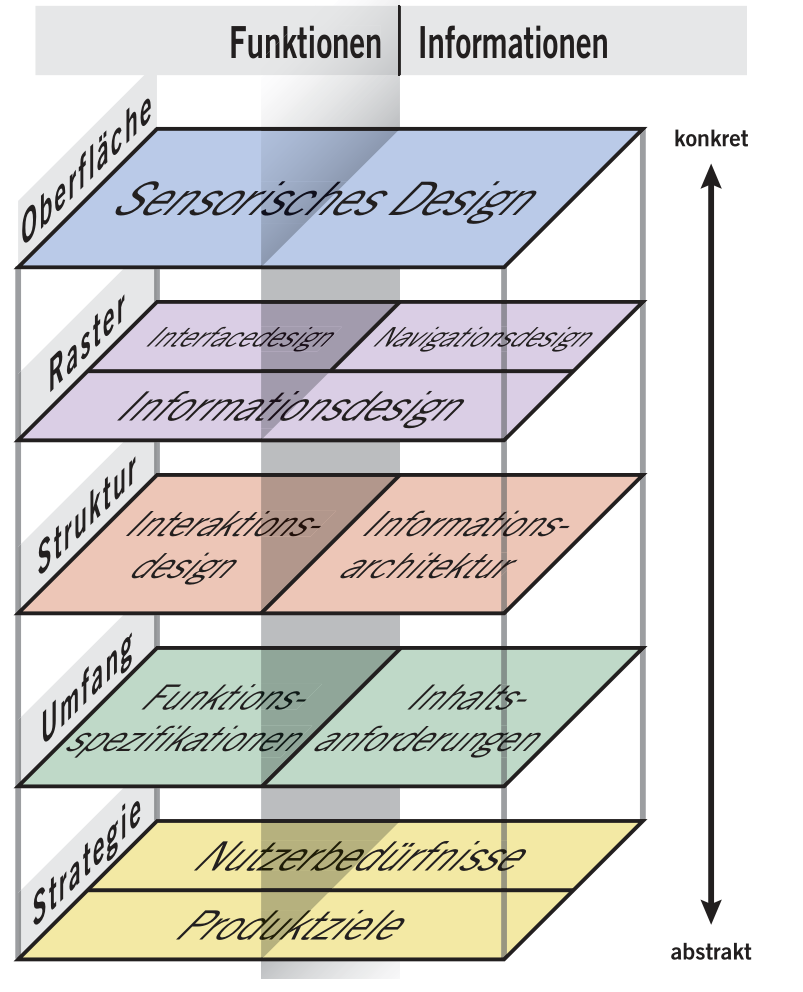 Funktionen
Informationen
konkret
Oberfläche
Sensorisches Design
Raster
Interfacedesign
Navigationsdesign
Informationsdesign
Struktur
Interaktions-
design
Informations-
architektur
Umfang
Funktions-
spezifikationen
Inhalts-
anforderungen
Strategie
Nutzerbedürfnisse
Produktziele
abstrakt